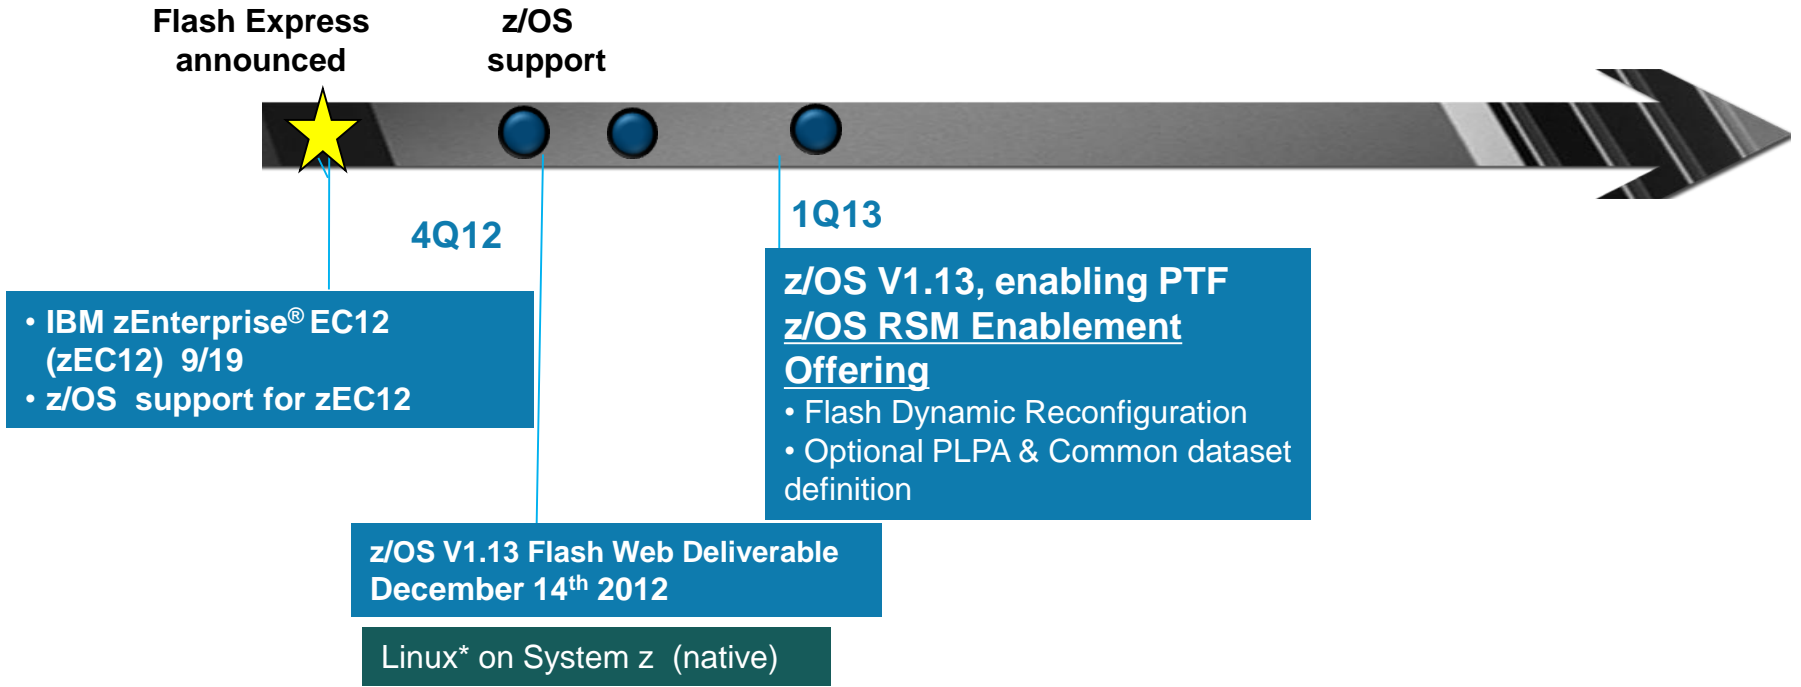 Flash Express
announced
z/OS
support
4Q12
1Q13
• IBM zEnterprise® EC12
(zEC12) 9/19
• z/OS support for zEC12
z/OS V1.13, enabling PTF
z/OS RSM Enablement
Offering
• Flash Dynamic Reconfiguration
• Optional PLPA & Common dataset
definition
z/OS V1.13 Flash Web Deliverable
December 14th 2012
Linux* on System z (native)